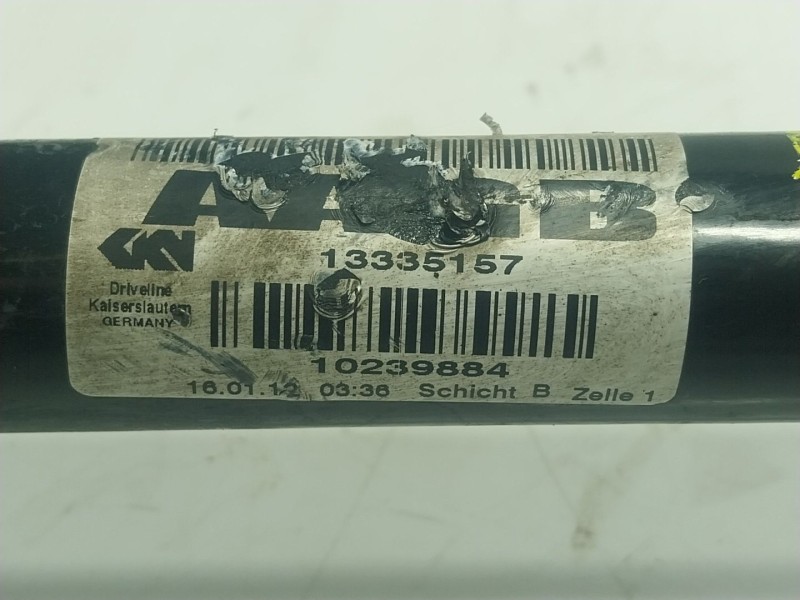 GKN
13335157
Driveline
Kaiserslautern
GERMANY
10239884
16.01.12 03:36 Schicht B Zelle 1